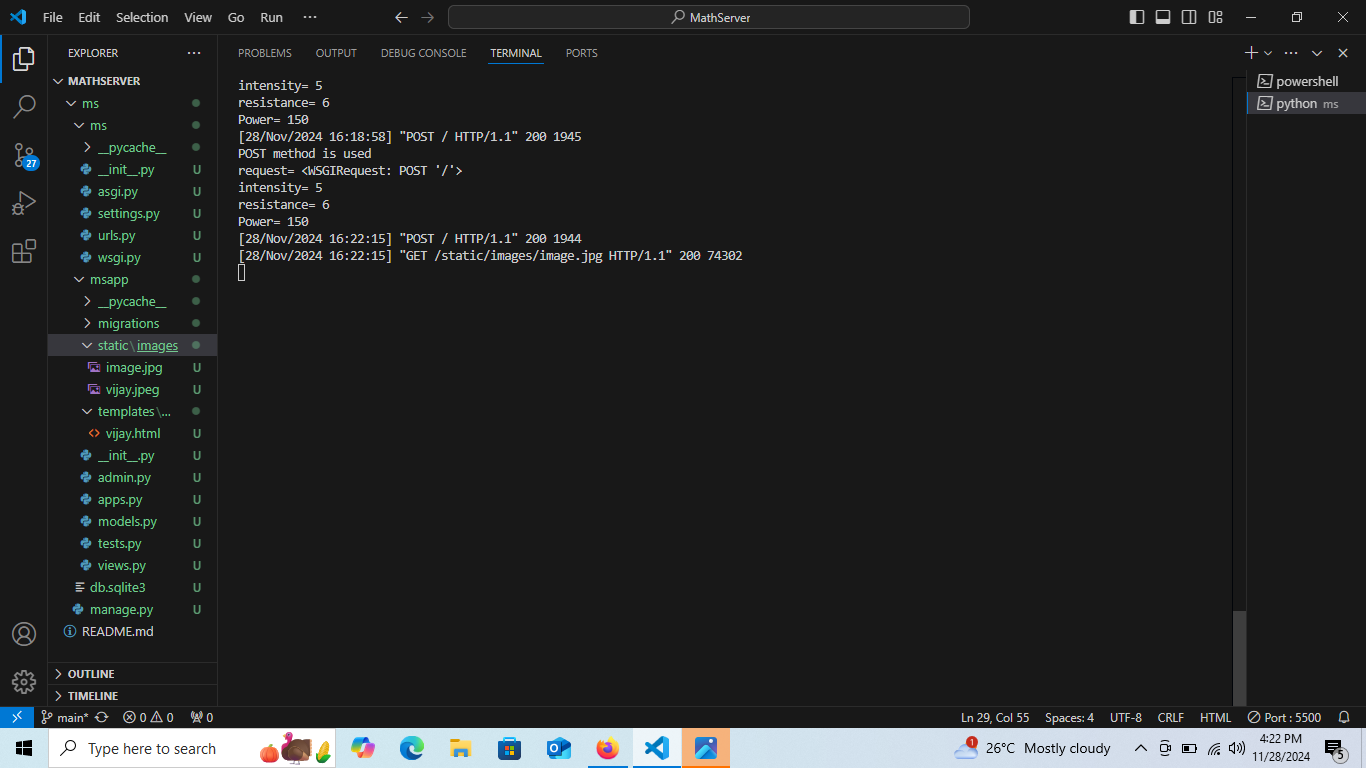 File Edit Selection View Go Run ··· MathServer
EXPLORER ···
MATHSERVER
ms
ms
__pycache__
__init__.py U
asgi.py U
settings.py U
urls.py U
wsgi.py U
msapp
__pycache__
migrations
static\images
image.jpg U
vijay.jpeg U
templates\...
vijay.html U
__init__.py U
admin.py U
apps.py U
models.py U
tests.py U
views.py U
db.sqlite3 U
manage.py U
README.md
OUTLINE
TIMELINE
27
PROBLEMS OUTPUT DEBUG CONSOLE TERMINAL PORTS
intensity= 5
resistance= 6
Power= 150
[28/Nov/2024 16:18:58] "POST / HTTP/1.1" 200 1945
POST method is used
request= <WSGIRequest: POST '/'>
intensity= 5
resistance= 6
Power= 150
[28/Nov/2024 16:22:15] "POST / HTTP/1.1" 200 1944
[28/Nov/2024 16:22:15] "GET /static/images/image.jpg HTTP/1.1" 200 74302
powershell
python ms
main* 0 0 0 Ln 29, Col 55 Spaces: 4 UTF-8 CRLF HTML Port : 5500
Type here to search 1 26°C Mostly cloudy 4:22 PM
11/28/2024 5